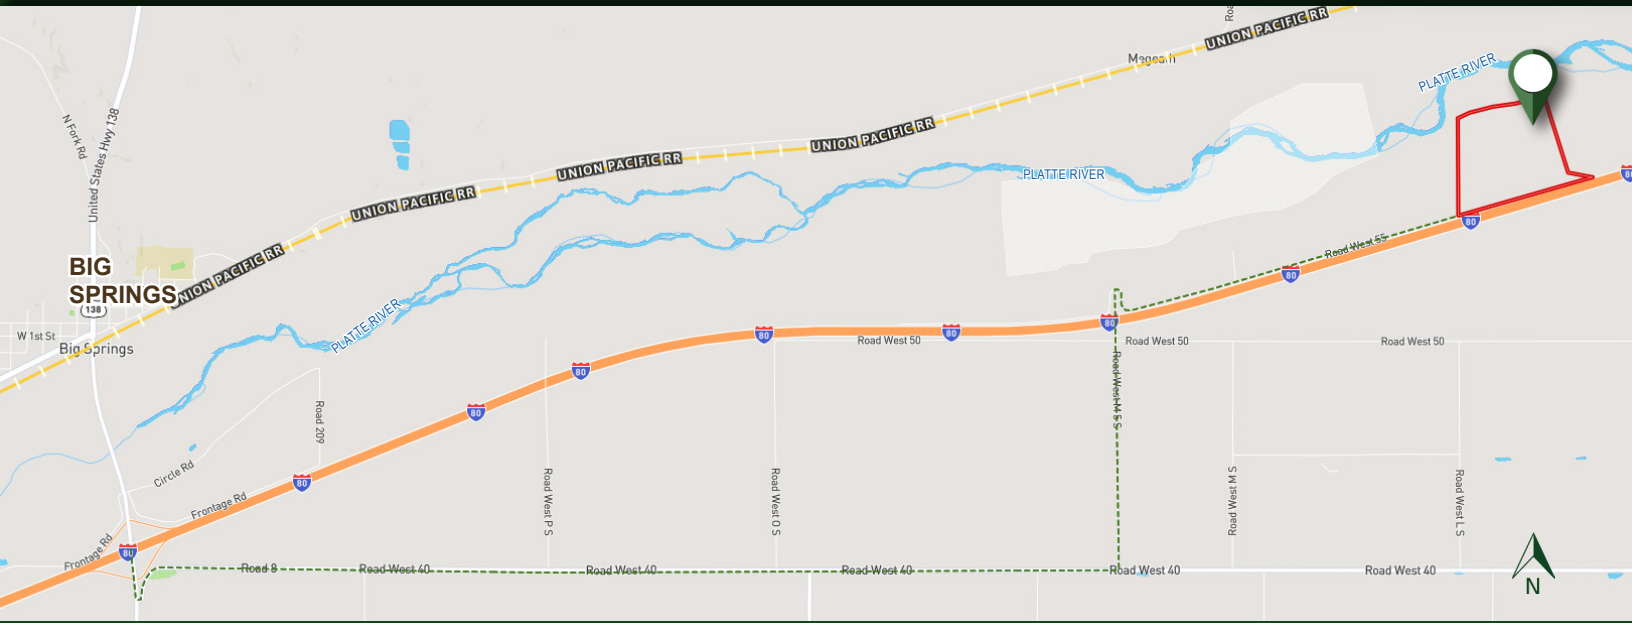 UNION PACIFIC RR
Magnum
PLATTE RIVER
N Fork Rd
United States Hwy 138
UNION PACIFIC RR
UNION PACIFIC RR
UNION PACIFIC RR
PLATTE RIVER
80
80
Road West 55
BIG
SPRINGS
UNION PACIFIC RR
138
W 1st St
Big Springs
PLATTE RIVER
80
80
80
80
Road West 50
Road West 50
Road West 50
80
80
Road West M 5 S
Road 209
Circle Rd
80
Frontage Rd
Road West P S
Road West O S
Road West M S
Road West L S
Frontage Rd
80
Road 8
Road West 40
Road West 40
Road West 40
Road West 40
Road West 40
N